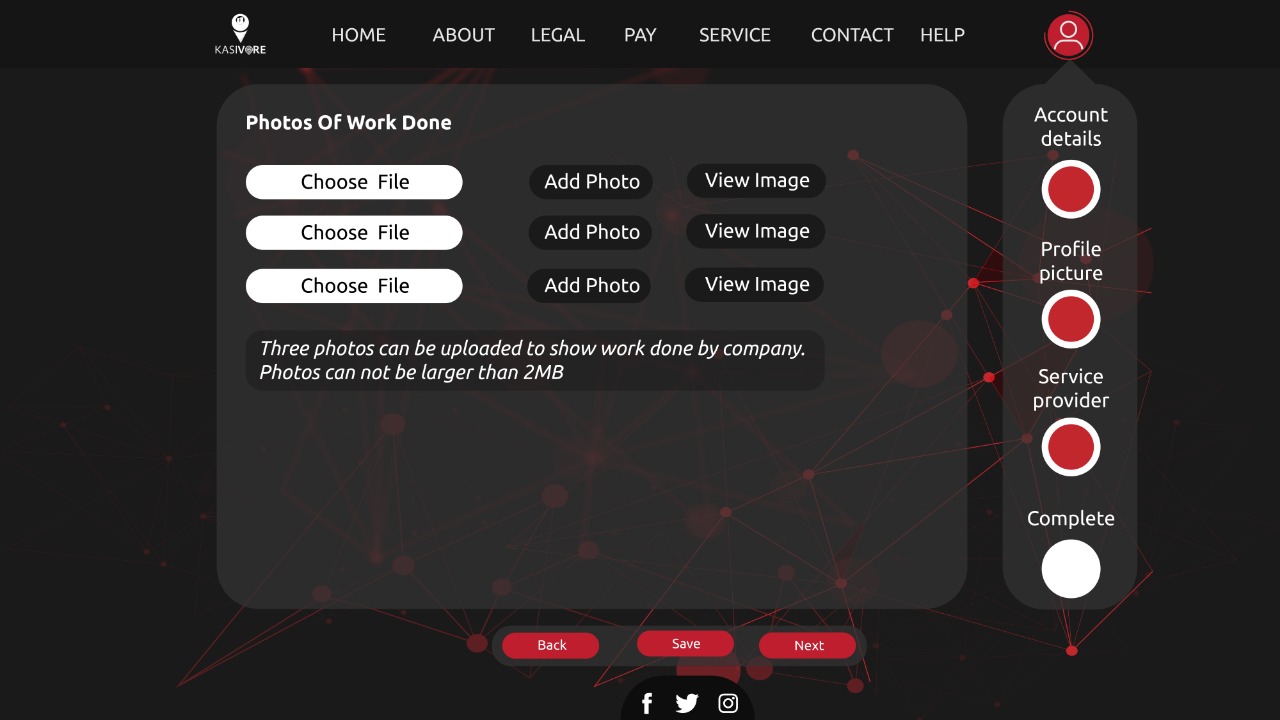 KASIVORE
HOME ABOUT LEGAL PAY SERVICE CONTACT HELP
Photos Of Work Done
Choose File Add Photo View Image
Choose File Add Photo View Image
Choose File Add Photo View Image
Three photos can be uploaded to show work done by company.
Photos can not be larger than 2MB
Account
details
Profile
picture
Service
provider
Complete
Back Save Next